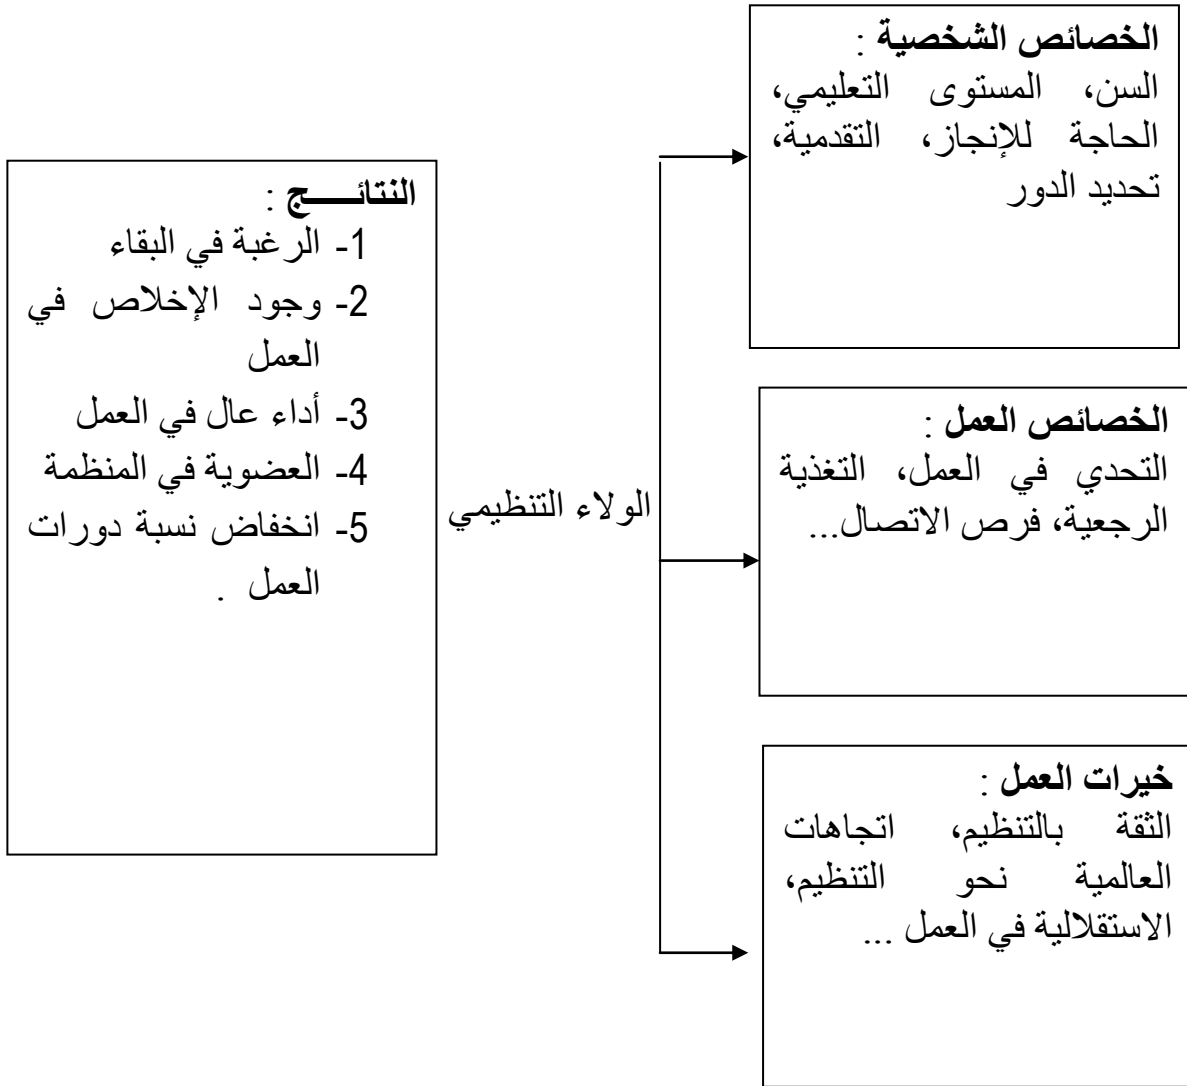 الخصائص الشخصية :
السن، المستوى التعليمي،
الحاجة للإنجاز، التقدمية،
تحديد الدور
الخصائص العمل :
التحدي في العمل، التغذية
الرجعية، فرص الاتصال...
خيرات العمل :
الثقة بالتنظيم، اتجاهات
العالمية نحو التنظيم،
الاستقلالية في العمل ...
الولاء التنظيمي
النتائــــج :
1- الرغبة في البقاء
2- وجود الإخلاص في
العمل
3- أداء عال في العمل
4- العضوية في المنظمة
5- انخفاض نسبة دورات
العمل .